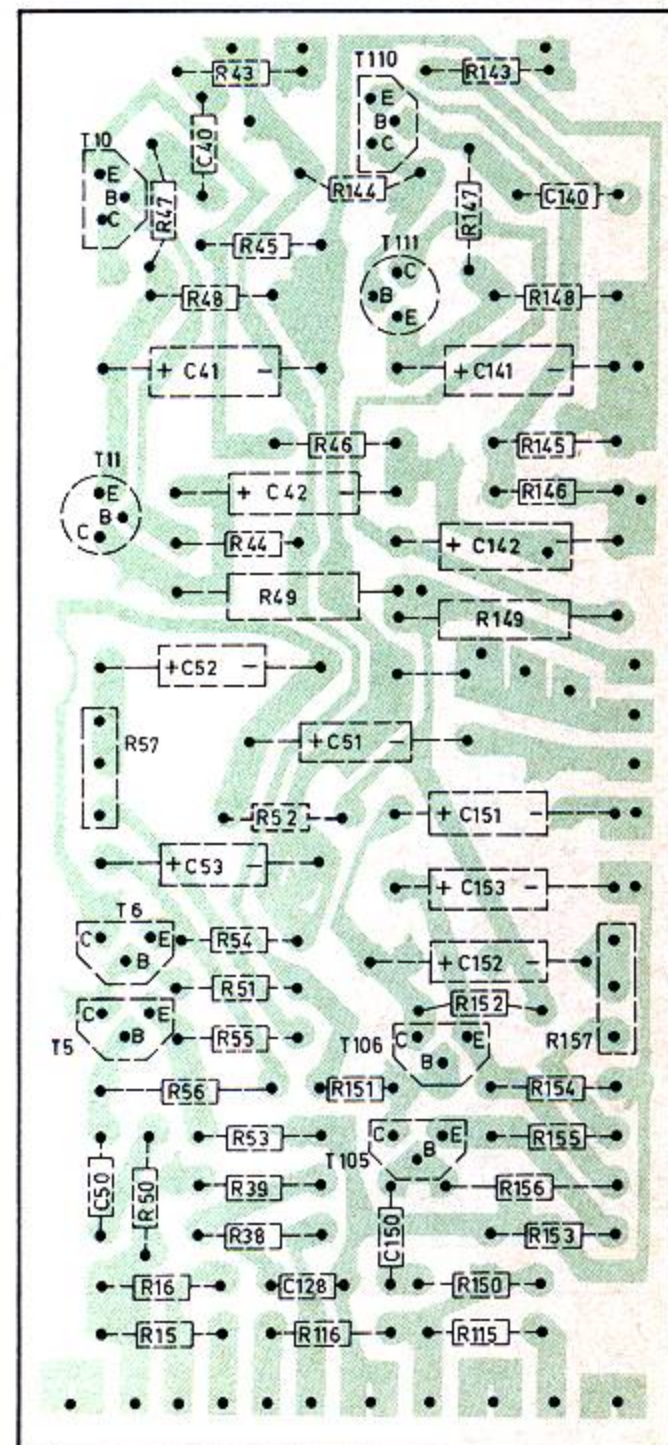 T110
R43
R143
E
B
C
C40
T10
E
B
C
R47
R144
R147
C140
R45
T111
C
B
E
R48
R148
+ C41 -
+ C141 -
R46
R145
T11
E
B
C
+ C42 -
R146
R44
+ C142 -
R49
R149
+ C52 -
R57
+ C51 -
R52
+ C151 -
+ C53 -
+ C153 -
T6
C E
B
R54
+ C152 -
R51
R152
C E
B
T5
R55
T106
C E
B
R157
R56
R151
R154
R53
C E
B
T105
R155
C50
R50
R39
R156
R38
C150
R153
R16
C128
R150
R15
R116
R115